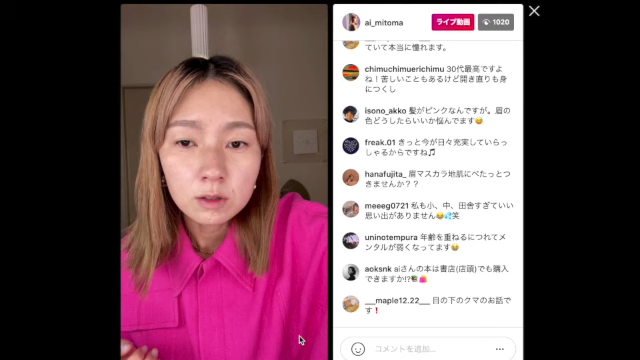 ai_mitoma
ライブ動画
1020
ていて本当に憧れます。
chimuchimuerichimu 30代最高ですよ
ね！苦しいこともあるけど開き直りも身
につくし
isono_akko 髪がピンクなんですが。眉の
色どうしたらいいか悩んでます😅
freak.01 きっと今が日々充実していらっ
しゃるからですね🎵
hanafujita_ 眉マスカラ地肌にべたっとつ
きませんか？？
meeeg0721 私も小、中、田舎すぎていい
思い出がありません😂💦笑
uninotempura 年齢を重ねるにつれてメ
ンタルが弱くなってます😂
aoksnk aiさんの本は書店(店頭)でも購入
できますか⁉️
___maple12.22___ 目の下のクマのお話で
す❗
コメントを追加...